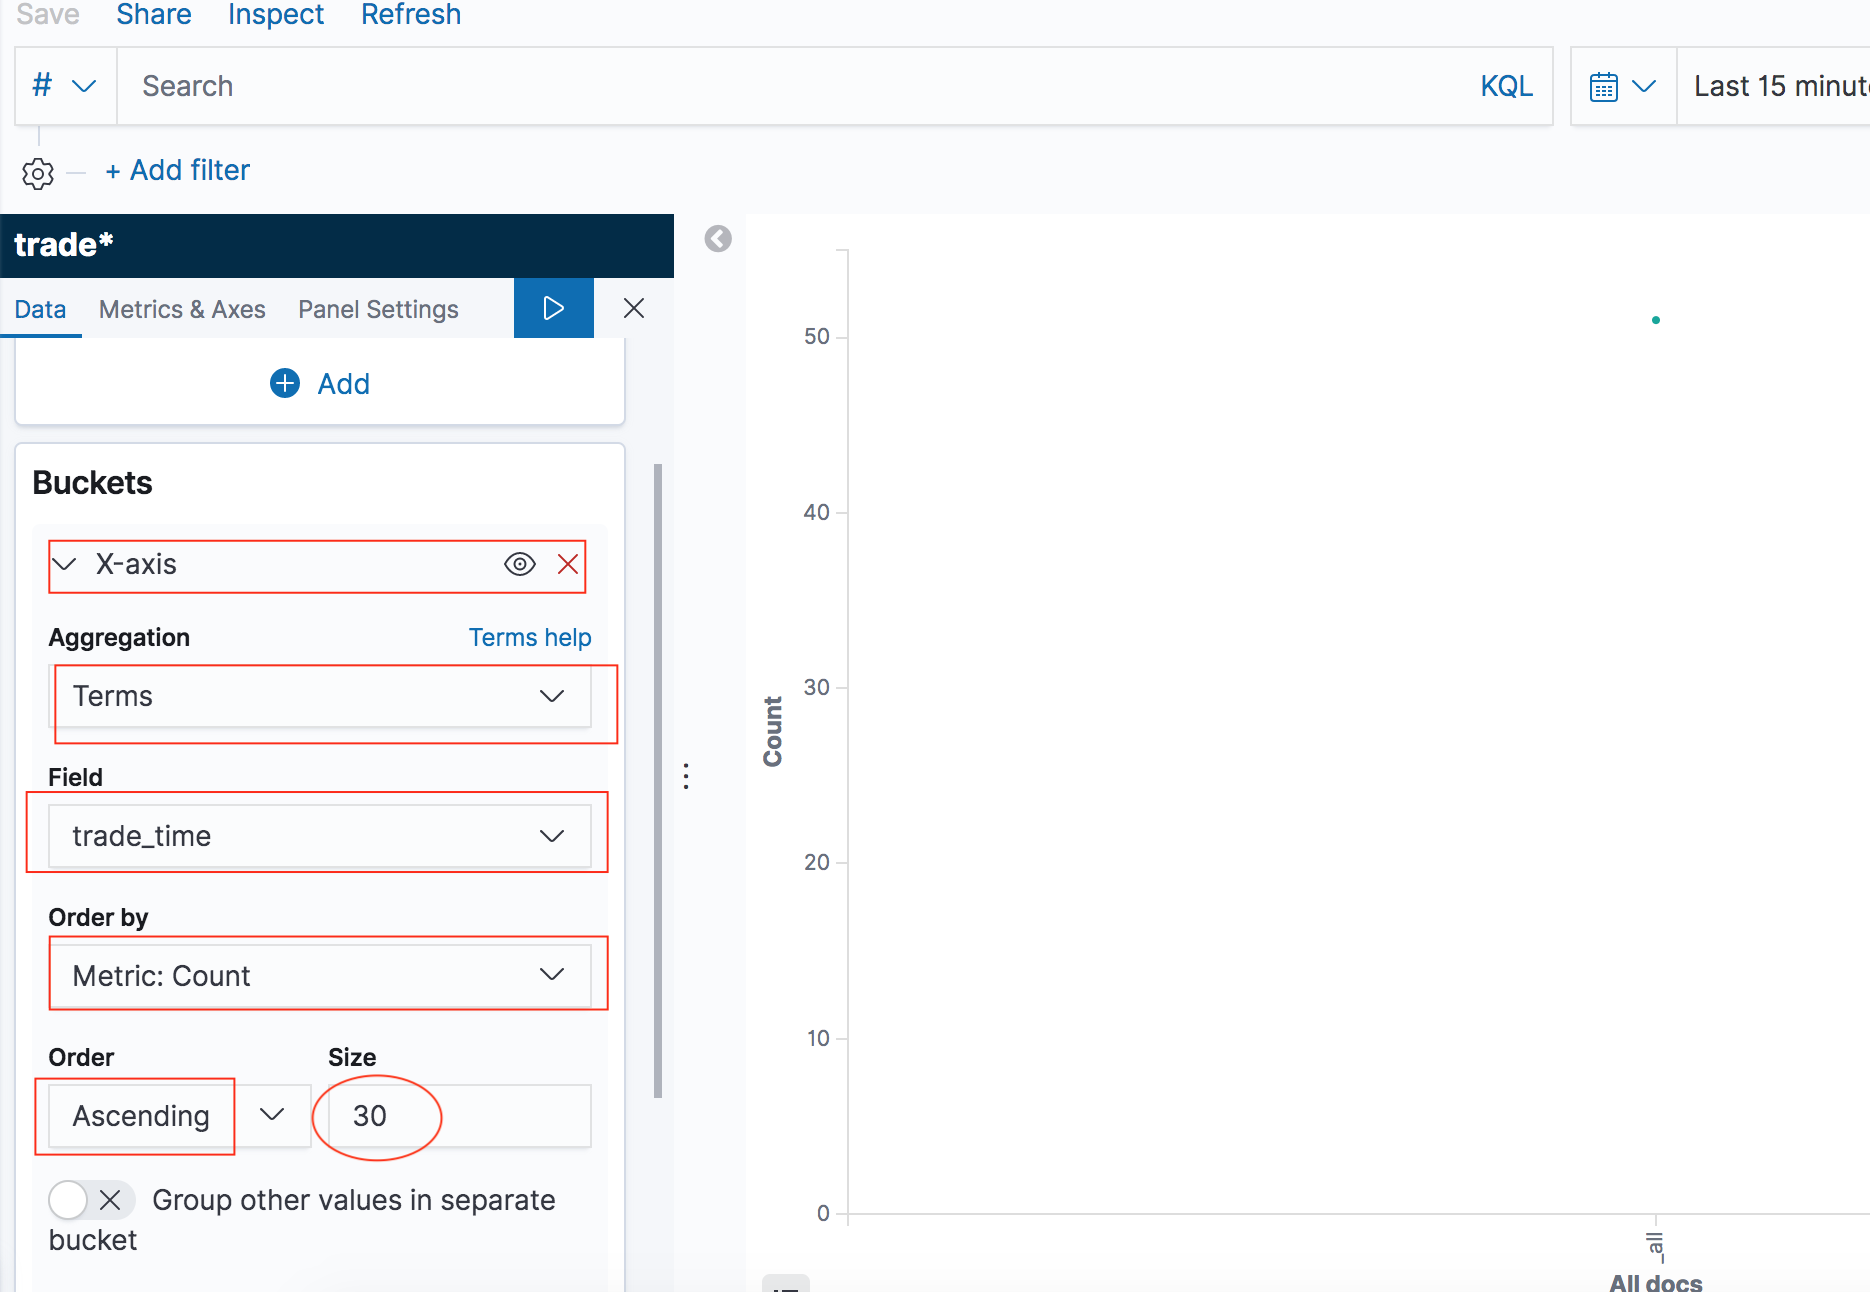 Save Share Inspect Refresh
# Search KQL Last 15 minut
+ Add filter
trade*
Data Metrics & Axes Panel Settings
Add
Buckets
X-axis
Aggregation Terms help
Terms
Field
trade_time
Order by
Metric: Count
Order Size
Ascending 30
Group other values in separate
bucket
50
40
30
20
10
0
Count
_all
All docs